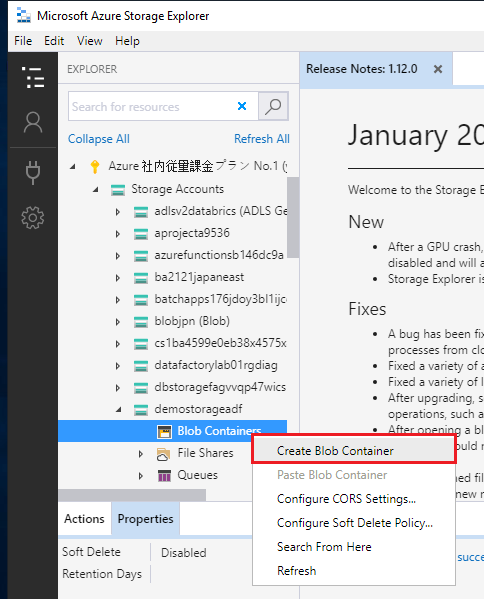 Microsoft Azure Storage Explorer
File Edit View Help
EXPLORER
Search for resources
Collapse All Refresh All
Azure 社内従量課金プラン No.1 (
Storage Accounts
adlsv2databrics (ADLS Ge
aprojecta9536
azurefunctionsb146dc9a
ba2121japaneast
batchapps176jdoy3bl1ijc
blobjpn (Blob)
cs1ba4599e0eb38x4575x
datafactorylab01rgdiag
dbstoragefagvvqp47wics
demostorageadf
Blob Containers
File Shares
Queues
Actions Properties
Soft Delete Disabled
Retention Days
Release Notes: 1.12.0
January 20
Welcome to the Storage E
New
After a GPU crash,
disabled and will a
Storage Explorer is
Fixes
A bug has been fix
processes from clo
Fixed a variety of a
Fixed a variety of l
After upgrading, s
operations, such a
After opening a bl
Create Blob Container
Paste Blob Container
Configure CORS Settings...
Configure Soft Delete Policy...
Search From Here
Refresh
succe